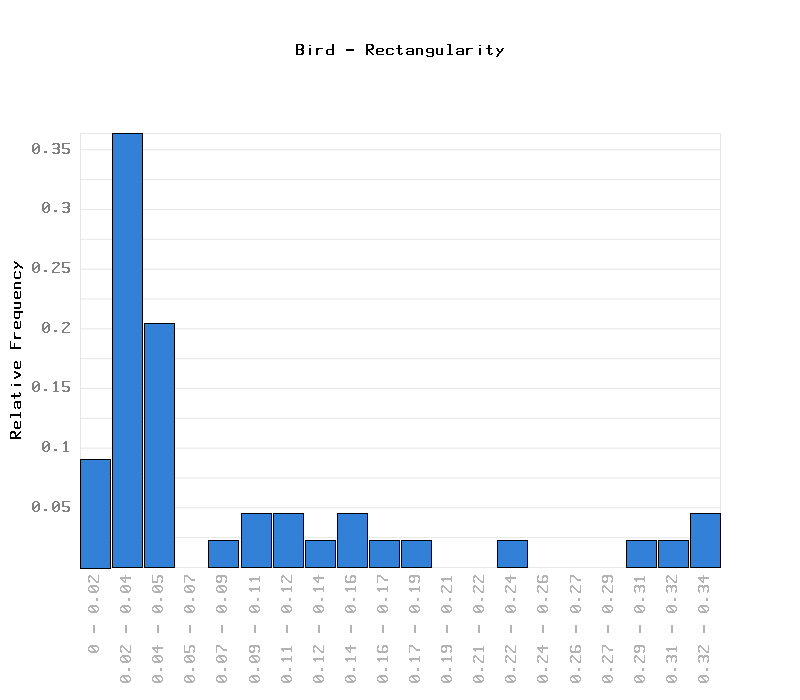 Bird - Rectangularity
Relative Frequency
0.35
0.3
0.25
0.2
0.15
0.1
0.05
0 - 0.02
0.02 - 0.04
0.04 - 0.05
0.05 - 0.07
0.07 - 0.09
0.09 - 0.11
0.11 - 0.12
0.12 - 0.14
0.14 - 0.16
0.16 - 0.17
0.17 - 0.19
0.19 - 0.21
0.21 - 0.22
0.22 - 0.24
0.24 - 0.26
0.26 - 0.27
0.27 - 0.29
0.29 - 0.31
0.31 - 0.32
0.32 - 0.34